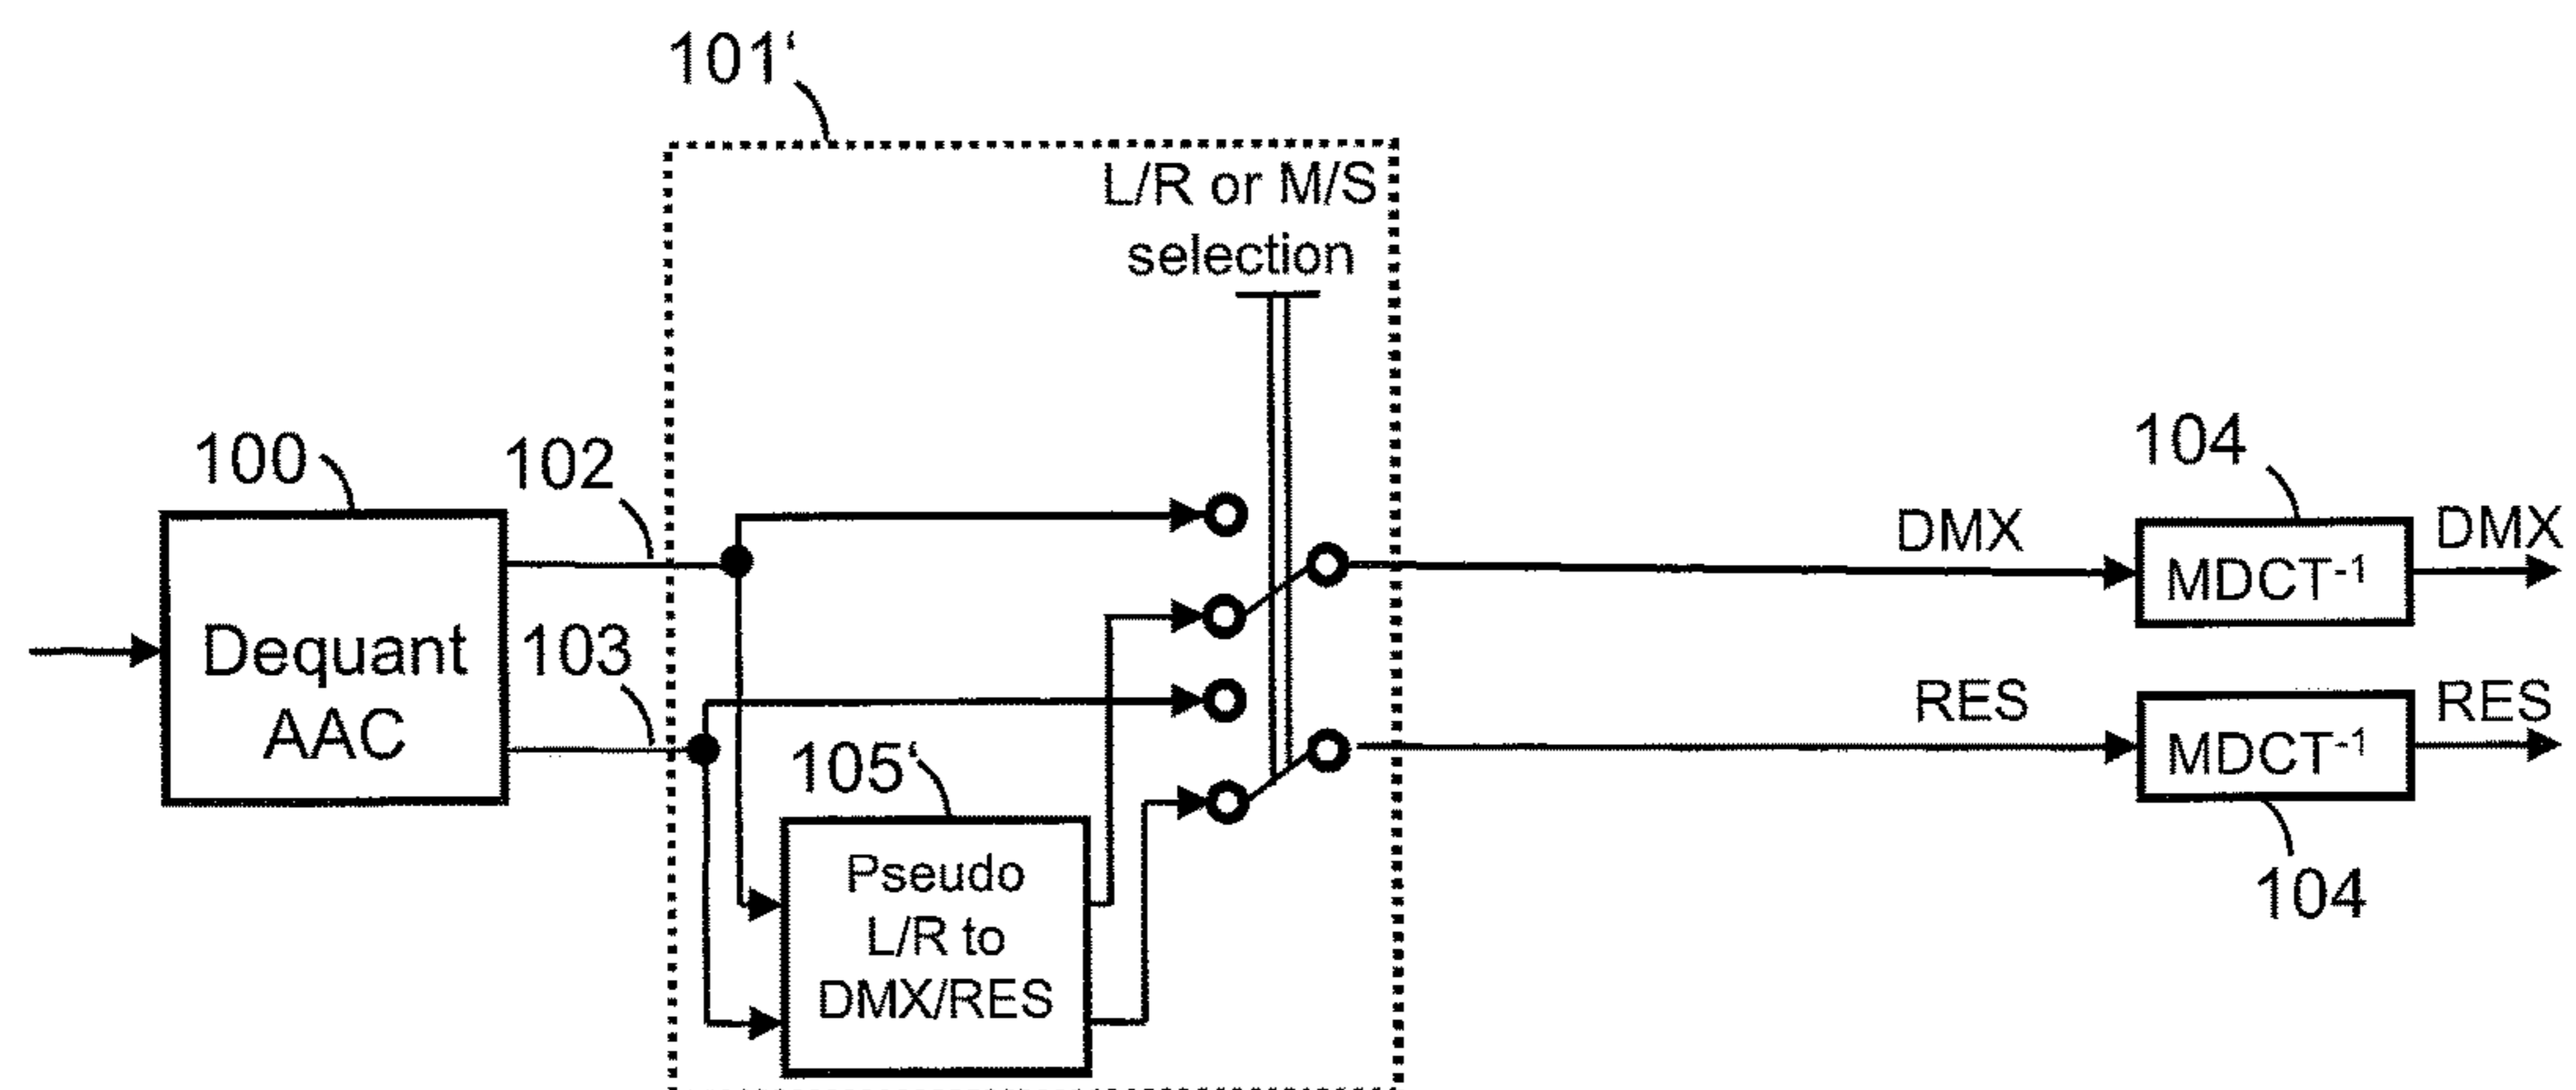 101‘
L/R or M/S
selection
100
102
104
DMX
DMX
MDCT-1
Dequant
AAC
103
RES
RES
MDCT-1
105‘
Pseudo
L/R to
DMX/RES
104